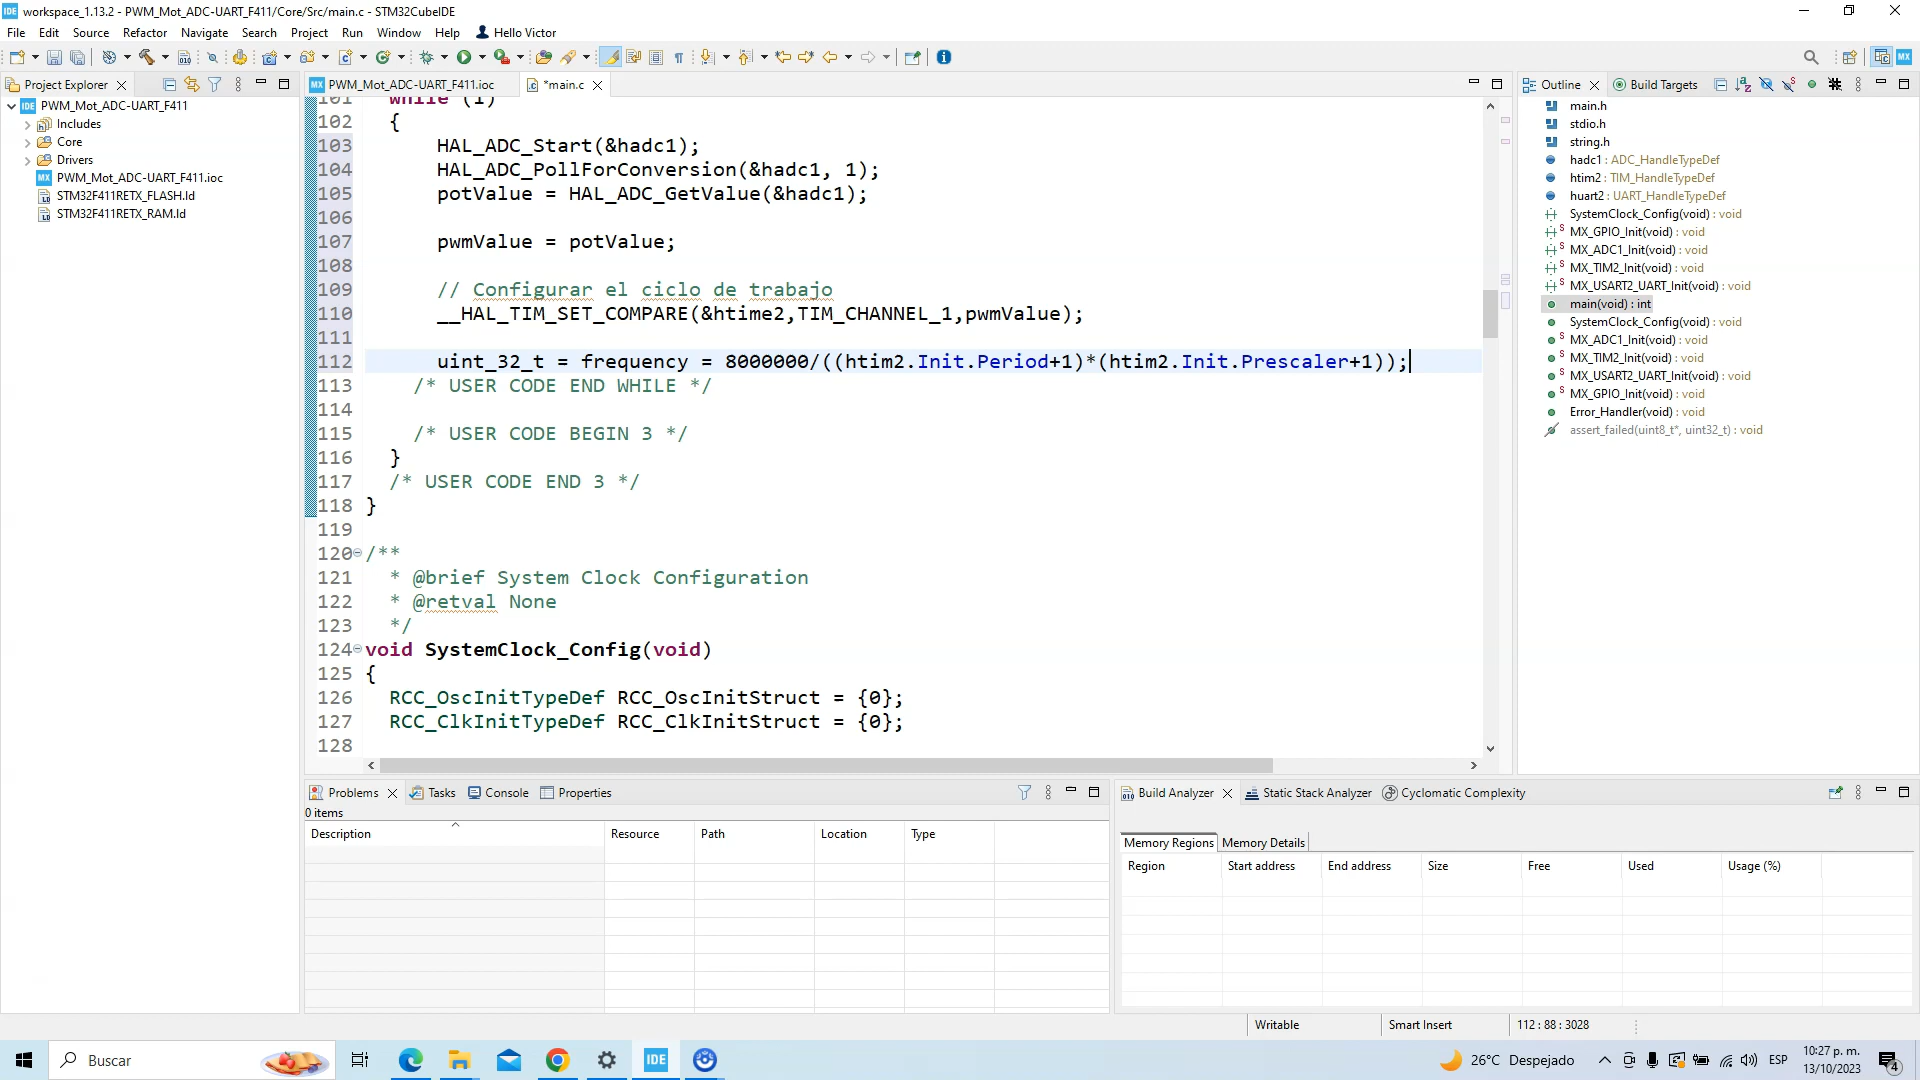 workspace_1.13.2 - PWM_Mot_ADC-UART_F411/Core/Src/main.c - STM32CubeIDE
File Edit Source Refactor Navigate Search Project Run Window Help Hello Victor
Project Explorer
PWM_Mot_ADC-UART_F411
Includes
Core
Drivers
PWM_Mot_ADC-UART_F411.ioc
STM32F411RETX_FLASH.ld
STM32F411RETX_RAM.ld
PWM_Mot_ADC-UART_F411.ioc *main.c
101 while (1)
102 {
103 HAL_ADC_Start(&hadc1);
104 HAL_ADC_PollForConversion(&hadc1, 1);
105 potValue = HAL_ADC_GetValue(&hadc1);
106
107 pwmValue = potValue;
108
109 // Configurar el ciclo de trabajo
110 __HAL_TIM_SET_COMPARE(&htime2,TIM_CHANNEL_1,pwmValue);
111
112 uint_32_t = frequency = 8000000/((htim2.Init.Period+1)*(htim2.Init.Prescaler+1));
113 /* USER CODE END WHILE */
114
115 /* USER CODE BEGIN 3 */
116 }
117 /* USER CODE END 3 */
118 }
119
120 /**
121 * @brief System Clock Configuration
122 * @retval None
123 */
124 void SystemClock_Config(void)
125 {
126 RCC_OscInitTypeDef RCC_OscInitStruct = {0};
127 RCC_ClkInitTypeDef RCC_ClkInitStruct = {0};
128
Outline Build Targets
main.h
stdio.h
string.h
hadc1 : ADC_HandleTypeDef
htim2 : TIM_HandleTypeDef
huart2 : UART_HandleTypeDef
SystemClock_Config(void) : void
MX_GPIO_Init(void) : void
MX_ADC1_Init(void) : void
MX_TIM2_Init(void) : void
MX_USART2_UART_Init(void) : void
main(void) : int
SystemClock_Config(void) : void
MX_ADC1_Init(void) : void
MX_TIM2_Init(void) : void
MX_USART2_UART_Init(void) : void
MX_GPIO_Init(void) : void
Error_Handler(void) : void
assert_failed(uint8_t*, uint32_t) : void
Problems Tasks Console Properties
0 items
Description Resource Path Location Type
Build Analyzer Static Stack Analyzer Cyclomatic Complexity
Memory Regions Memory Details
Region Start address End address Size Free Used Usage (%)
Writable Smart Insert 112 : 88 : 3028
Buscar
IDE
26°C Despejado
ESP
10:27 p. m.
13/10/2023
4